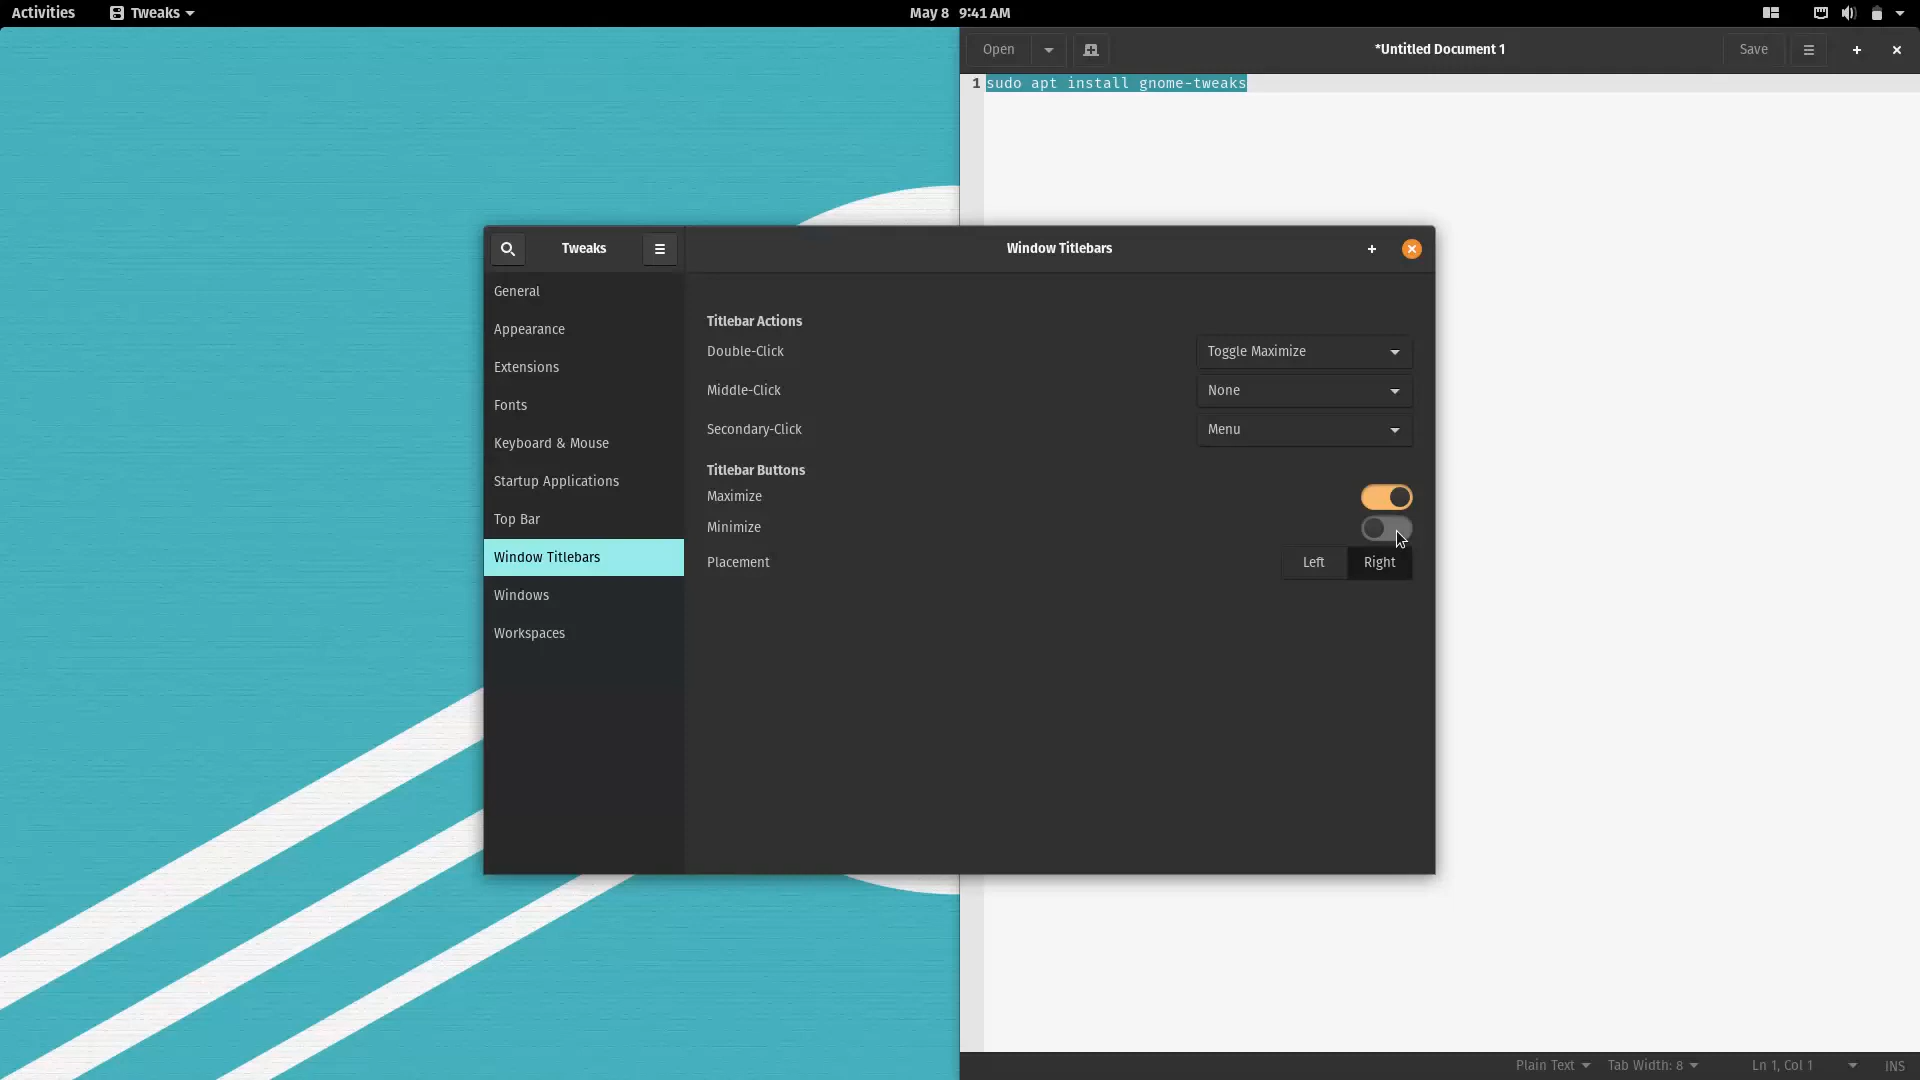 Activities
Tweaks
May 8 9:41 AM
Open
*Untitled Document 1
Save
1 sudo apt install gnome-tweaks
Tweaks
Window Titlebars
General
Appearance
Extensions
Fonts
Keyboard & Mouse
Startup Applications
Top Bar
Window Titlebars
Windows
Workspaces
Titlebar Actions
Double-Click
Toggle Maximize
Middle-Click
None
Secondary-Click
Menu
Titlebar Buttons
Maximize
Minimize
Placement
Left
Right
Plain Text
Tab Width: 8
Ln 1, Col 1
INS